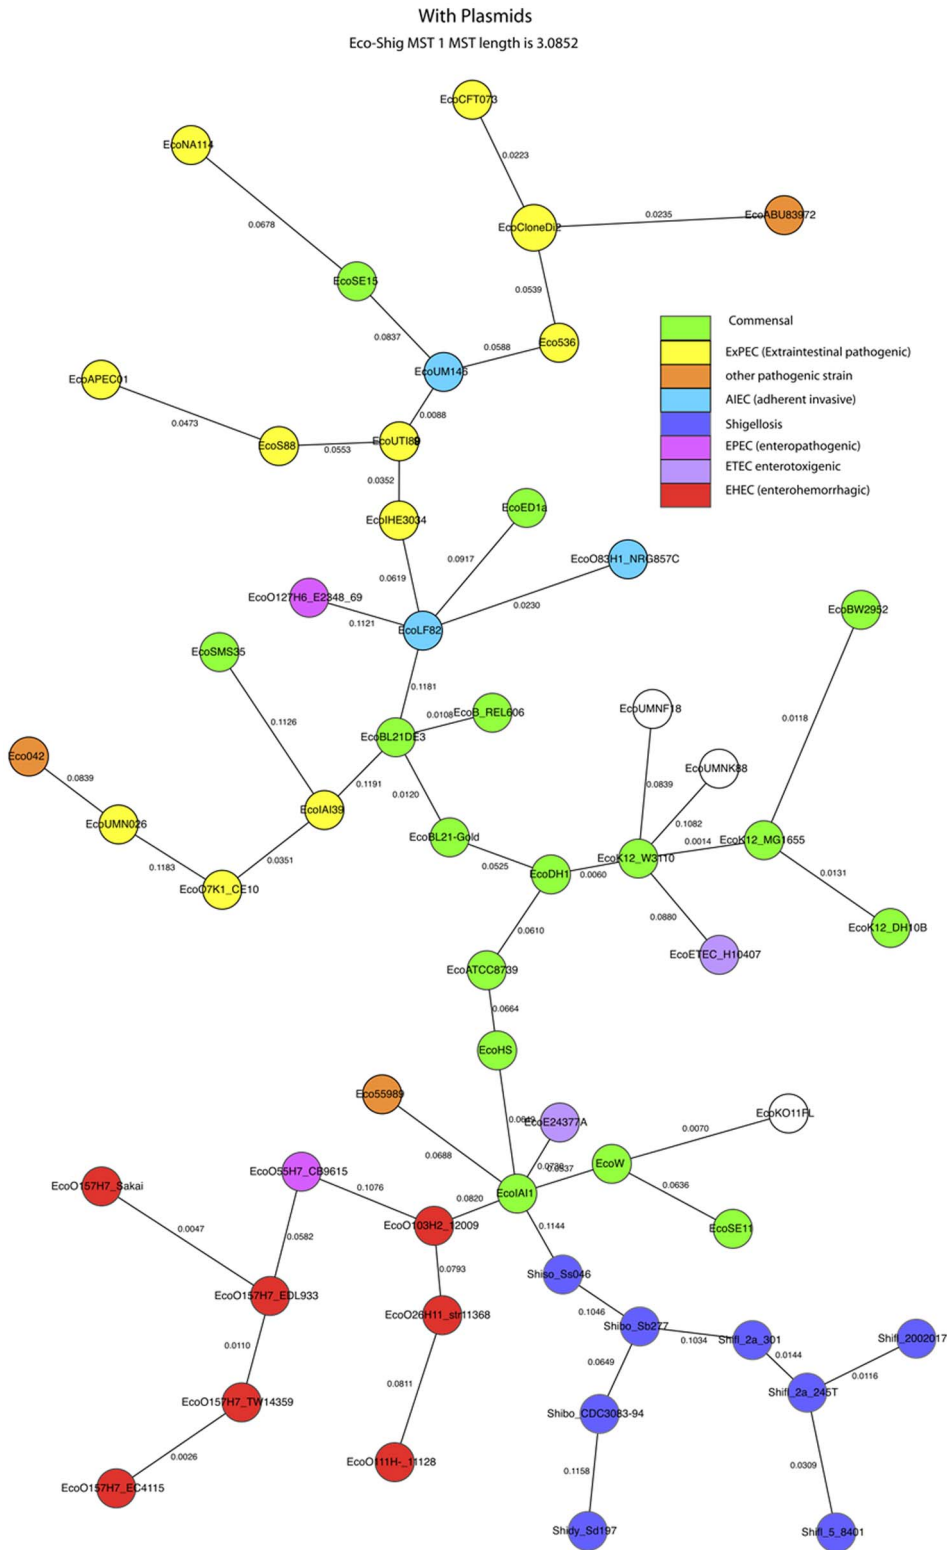 With Plasmids
Eco-Shig MST 1 MST length is 3.0852
EcoCFT073
EcoNA114
0.0223
EcoABU83972
0.0235
EcoCloneDi2
0.0678
EcoSE15
0.0539
Commensal
ExPEC (Extraintestinal pathogenic)
other pathogenic strain
AIEC (adherent invasive)
Shigellosis
EPEC (enteropathogenic)
ETEC enterotoxigenic
EHEC (enterohemorrhagic)
0.0837
0.0588
Eco536
EcoUM146
EcoAPEC01
0.0088
0.0473
EcoS88
0.0553
EcoUTI89
0.0352
EcoED1a
EcoIHE3034
0.0917
EcoO83H1_NRG857C
0.0619
EcoO127H6_E2348_69
0.0230
EcoBW2952
0.1121
EcoLF82
EcoSMS35
0.1181
EcoUMNF18
0.0108
EcoB_REL606
0.1126
0.0118
EcoBL21DE3
Eco042
EcoUMNK88
0.0839
0.1191
0.0120
0.0839
EcoIAI39
EcoUMN026
0.1082
EcoBL21-Gold
0.0014
EcoK12_MG1655
0.1183
0.0351
0.0525
EcoK12_W3110
EcoDH1
0.0060
0.0131
EcoO7K1_CE10
0.0880
EcoK12_DH10B
0.0610
EcoETEC_H10407
EcoATCC8739
0.0664
EcoHS
Eco55989
EcoKO11FL
EcoE24377A
0.0070
0.0688
EcoW
EcoO55H7_CB9615
0.0537
EcoO157H7_Sakai
0.1076
0.0636
EcoIAI1
0.0820
EcoO103H2_12009
EcoSE11
0.0047
0.0582
0.1144
0.0793
Shiso_Ss046
EcoO157H7_EDL933
0.1046
EcoO26H11_str11368
Shibo_Sb277
0.1034
Shifl_2a_301
Shifl_2002017
0.0110
0.0649
0.0144
0.0116
0.0811
Shifl_2a_245T
EcoO157H7_TW14359
Shibo_CDC3083-94
0.0026
EcoO111H-_11128
0.1158
0.0309
EcoO157H7_EC4115
Shidy_Sd197
Shifl_5_8401